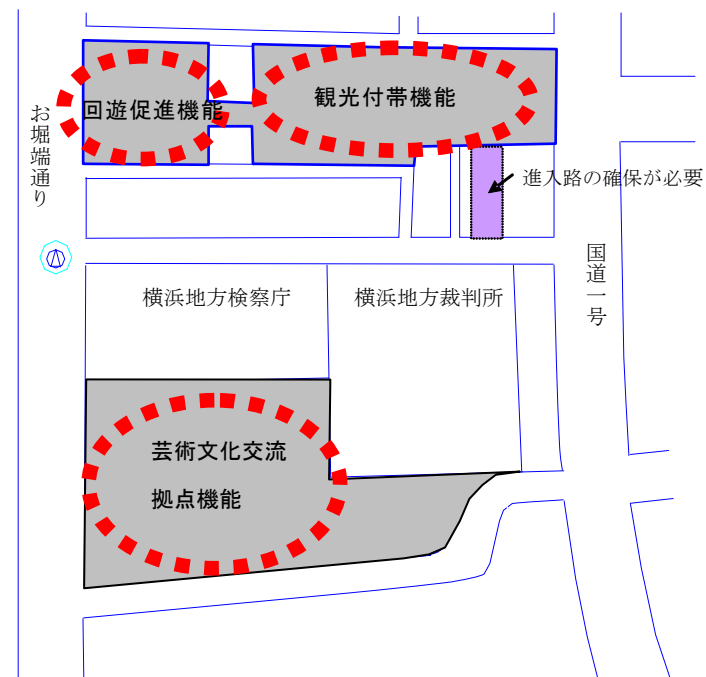 回遊促進機能
観光付帯機能
お堀端通り
進入路の確保が必要
国道一号
横浜地方検察庁
横浜地方裁判所
芸術文化交流
拠点機能